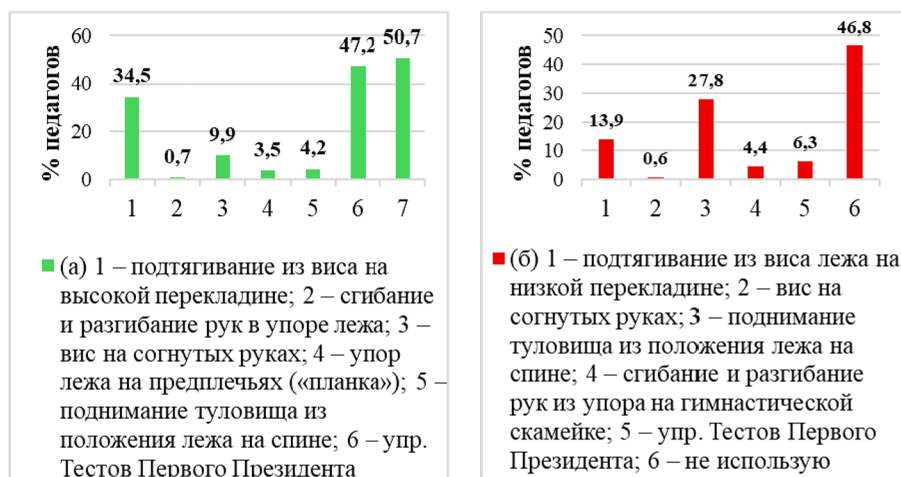 60
40
20
0
% педагогов
34,5
0,7
9,9
3,5
4,2
47,2
50,7
1 2 3 4 5 6 7
(а) 1 – подтягивание из виса на
высокой перекладине; 2 – сгибание
и разгибание рук в упоре лежа; 3 –
вис на согнутых руках; 4 – упор
лежа на предплечьях («планка»); 5 –
поднимание туловища из
положения лежа на спине; 6 – упр.
Тестов Первого Президента
50
40
30
20
10
0
% педагогов
13,9
0,6
27,8
4,4
6,3
46,8
1 2 3 4 5 6
(б) 1 – подтягивание из виса лежа на
низкой перекладине; 2 – вис на
согнутых руках; 3 – поднимание
туловища из положения лежа на
спине; 4 – сгибание и разгибание
рук из упора на гимнастической
скамейке; 5 – упр. Тестов Первого
Президента; 6 – не использую